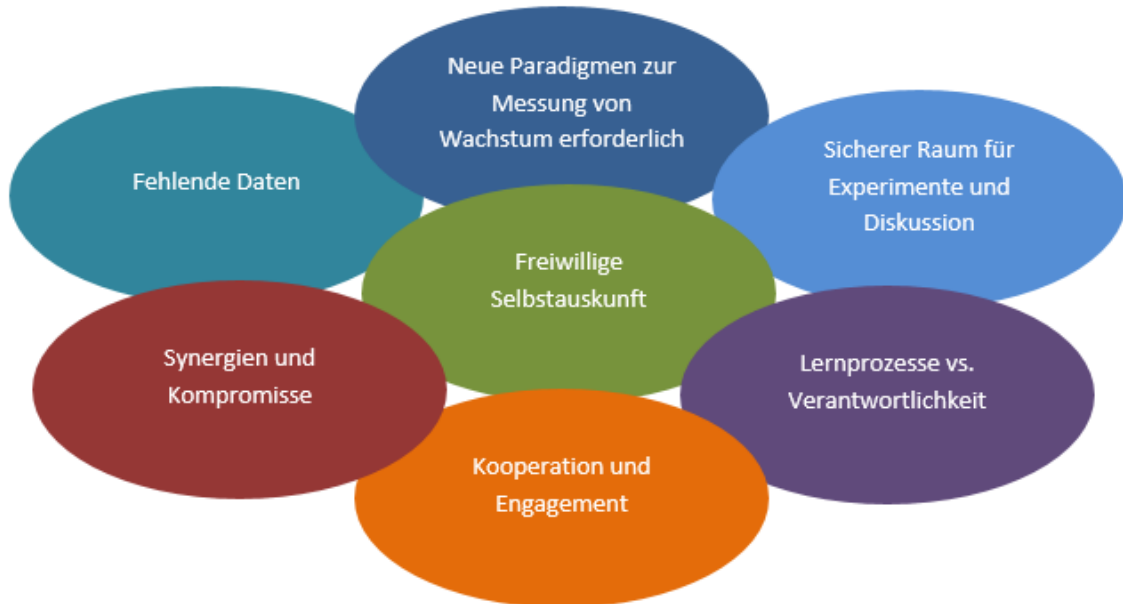 Neue Paradigmen zur
Messung von
Wachstum erforderlich
Fehlende Daten
Sicherer Raum für
Experimente und
Diskussion
Freiwillige
Selbstauskunft
Synergien und
Kompromisse
Lernprozesse vs.
Verantwortlichkeit
Kooperation und
Engagement